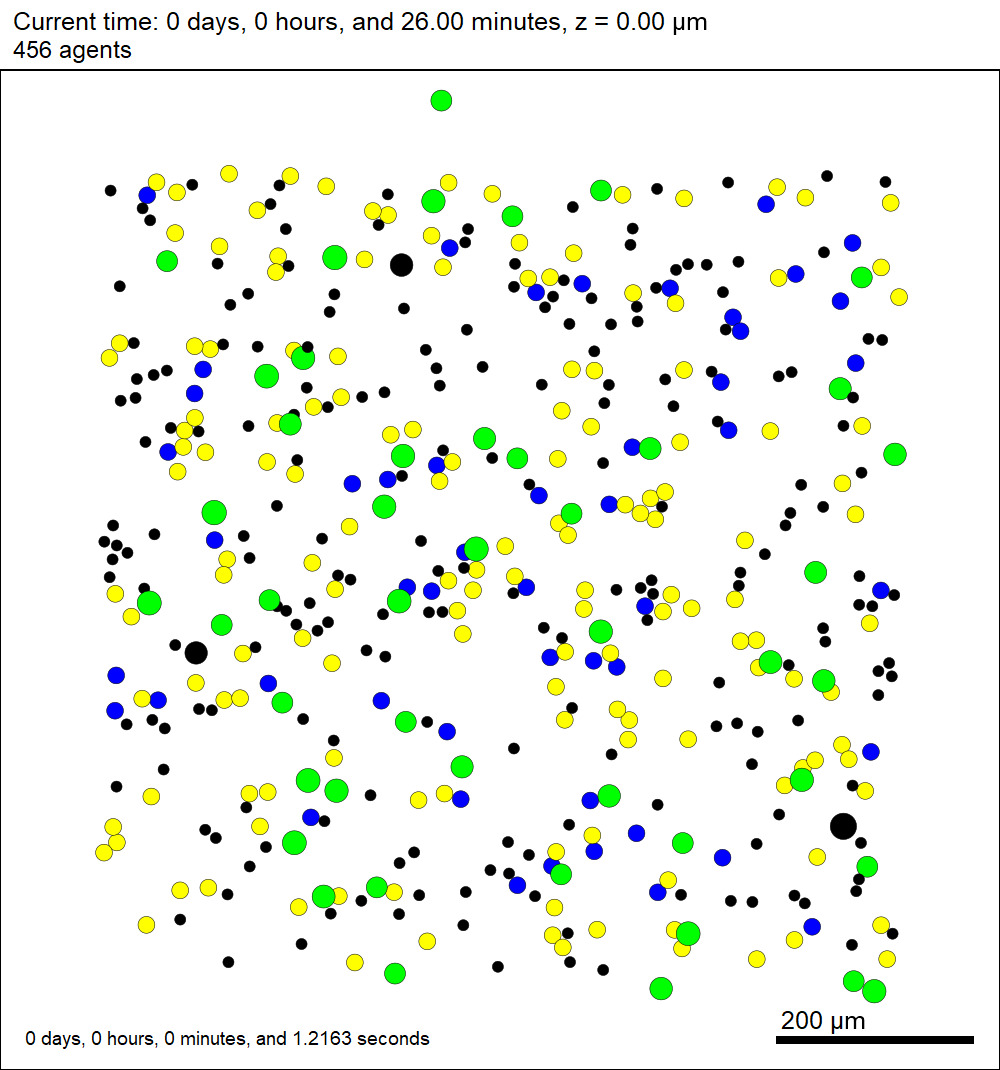 Current time: 0 days, 0 hours, and 26.00 minutes, z = 0.00 μm
456 agents
200 μm
0 days, 0 hours, 0 minutes, and 1.2163 seconds